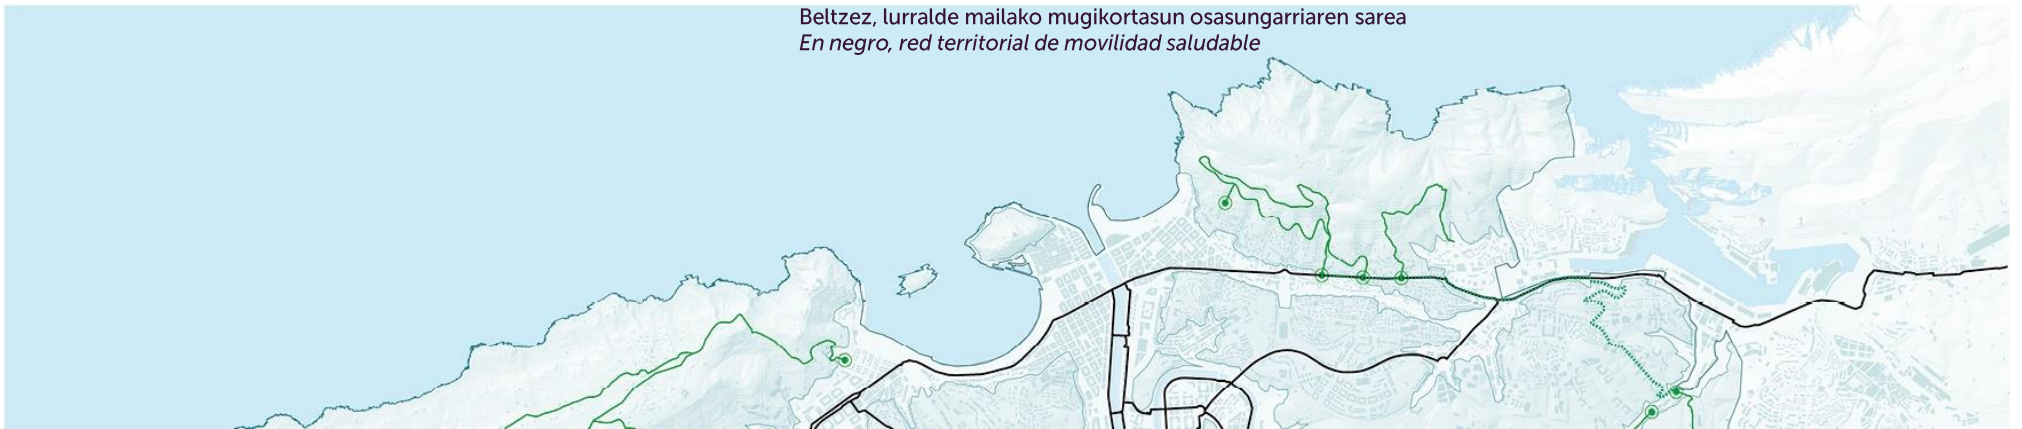 Beltzez, lurralde mailako mugikortasun osasungarriaren sarea
En negro, red territorial de movilidad saludable